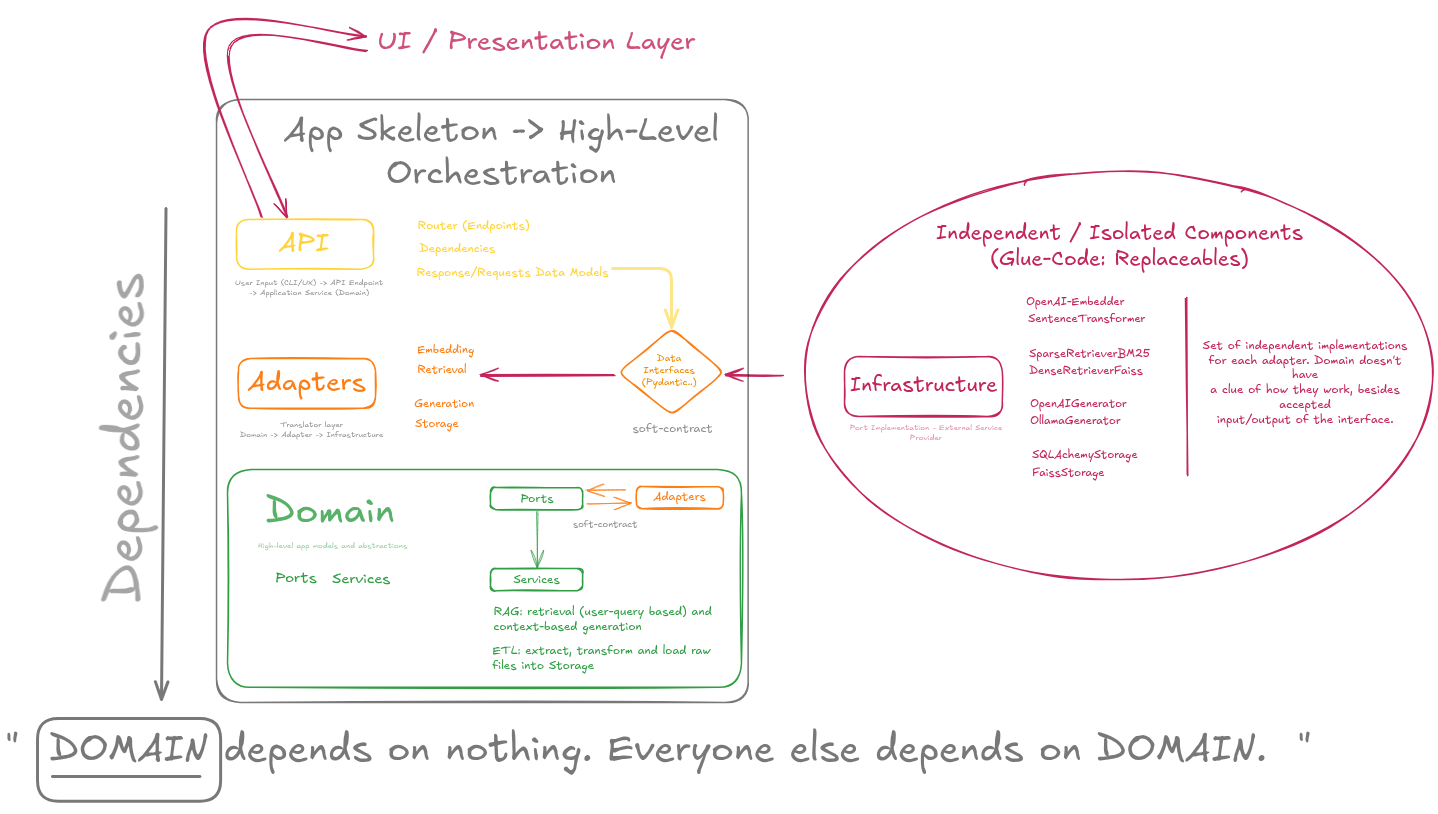 UI / Presentation Layer
App Skeleton -> High-Level
Orchestration
API
User Input (CLI/UX) -> API Endpoint
-> Application Service (Domain)
Router (Endpoints)
Dependencies
Response/Requests Data Models
Adapters
Translator layer
Domain -> Adapter -> Infrastructure
Embedding
Retrieval
Generation
Storage
Data
Interfaces
(Pydantic..)
soft-contract
Domain
High-level app models and abstractions
Ports Services
Ports
Adapters
soft-contract
Services
RAG: retrieval (user-query based) and
context-based generation
ETL: extract, transform and load raw
files into Storage
Dependencies
Independent / Isolated Components
(Glue-Code: Replaceables)
Infrastructure
Port Implementation - External Service
Provider
OpenAI-Embedder
SentenceTransformer
SparseRetrieverBM25
DenseRetrieverFaiss
OpenAIGenerator
OllamaGenerator
SQLAchemyStorage
FaissStorage
Set of independent implementations
for each adapter. Domain doesn't
have
a clue of how they work, besides
accepted
input/output of the interface.
" DOMAIN depends on nothing. Everyone else depends on DOMAIN. "